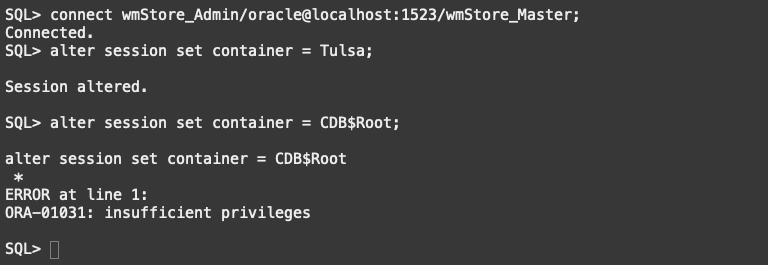 SQL> connect wmStore_Admin/oracle@localhost:1523/wmStore_Master;
Connected.
SQL> alter session set container = Tulsa;
Session altered.
SQL> alter session set container = CDB$Root;
alter session set container = CDB$Root
*
ERROR at line 1:
ORA-01031: insufficient privileges
SQL>